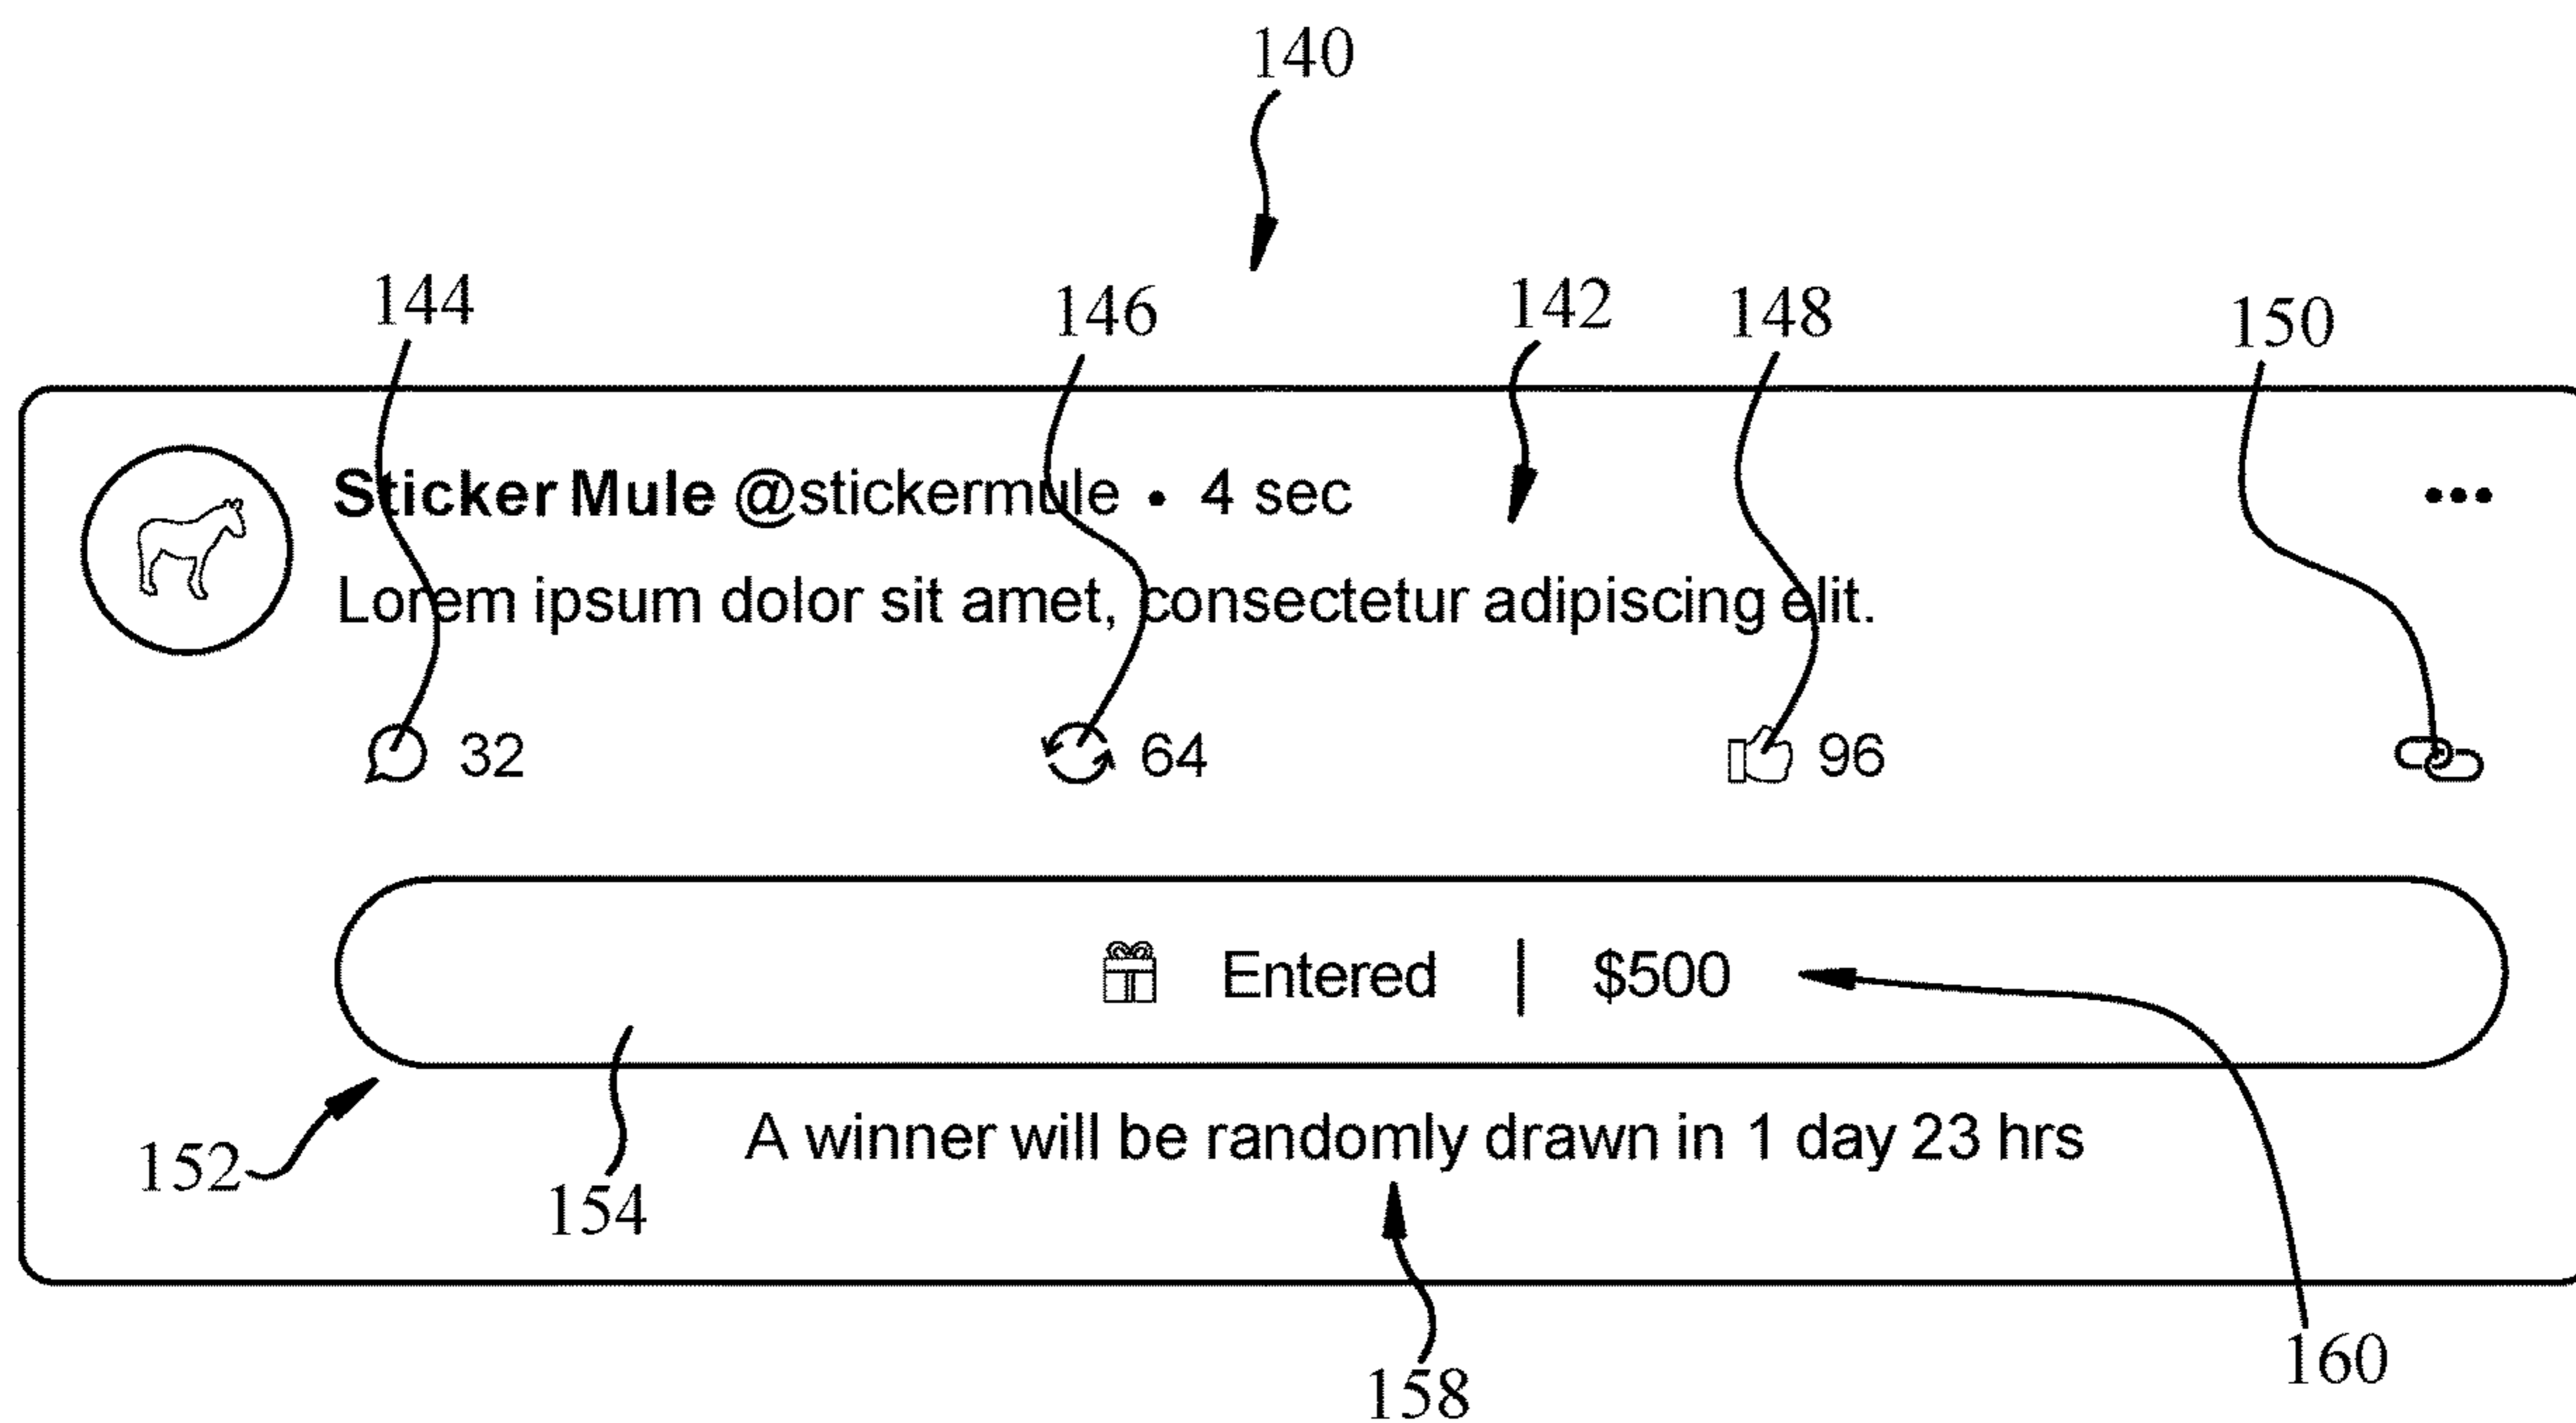 140
144 146 142 148 150
Sticker Mule @stickermule • 4 sec •••
Lorem ipsum dolor sit amet, consectetur adipiscing elit.
32 64 96
Entered | $500
A winner will be randomly drawn in 1 day 23 hrs
152
154
160
158